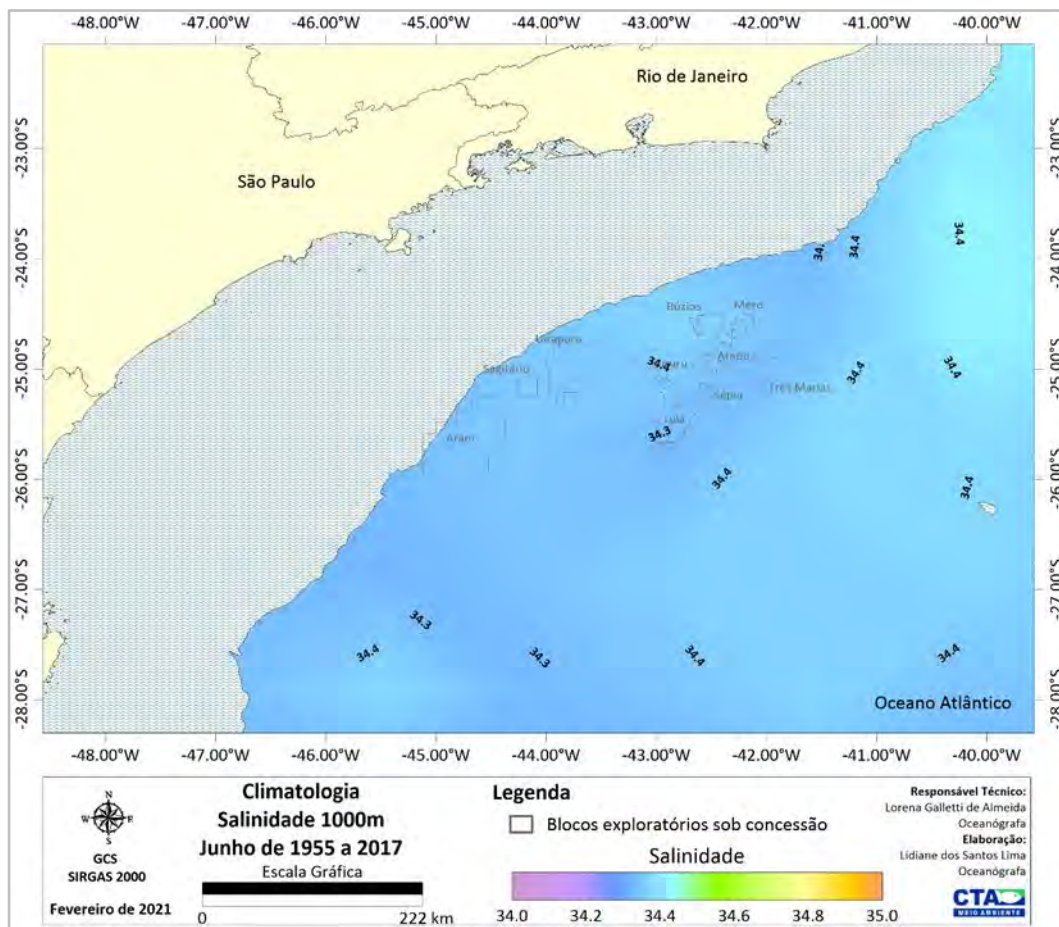 -48.00°W -47.00°W -46.00°W -45.00°W -44.00°W -43.00°W -42.00°W -41.00°W -40.00°W
Rio de Janeiro
-23.00°S -23.00°S
São Paulo
34.4
-24.00°S 34.4 -24.00°S
Búzios Mero
Uirapuru
-25.00°S Sagitário 34.4 34.4 34.4 -25.00°S
Três Marias
Sépia
Lula
34.3
Aram
-26.00°S 34.4 34.4 -26.00°S
-27.00°S -27.00°S
34.3
34.4 34.3 34.4 34.4
-28.00°S Oceano Atlântico -28.00°S
-48.00°W -47.00°W -46.00°W -45.00°W -44.00°W -43.00°W -42.00°W -41.00°W -40.00°W
N
W E
S
GCS
SIRGAS 2000
Fevereiro de 2021
Climatologia
Salinidade 1000m
Junho de 1955 a 2017
Escala Gráfica
0 222 km
Legenda
Blocos exploratórios sob concessão
Salinidade
34.0 34.2 34.4 34.6 34.8 35.0
Responsável Técnico:
Lorena Galletti de Almeida
Oceanógrafa
Elaboração:
Lidiane dos Santos Lima
Oceanógrafa
CTA
MEIO AMBIENTE